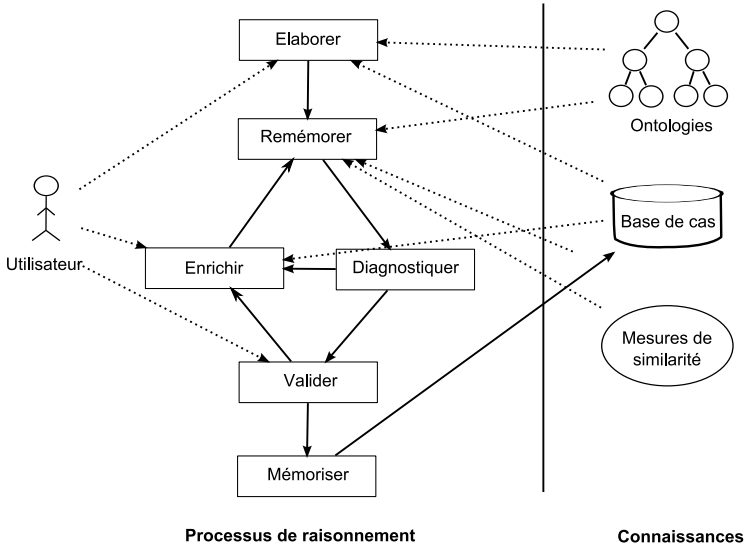 Elaborer
Remémorer
Ontologies
Base de cas
Utilisateur
Enrichir
Diagnostiquer
Mesures de
similarité
Valider
Mémoriser
Processus de raisonnement
Connaissances